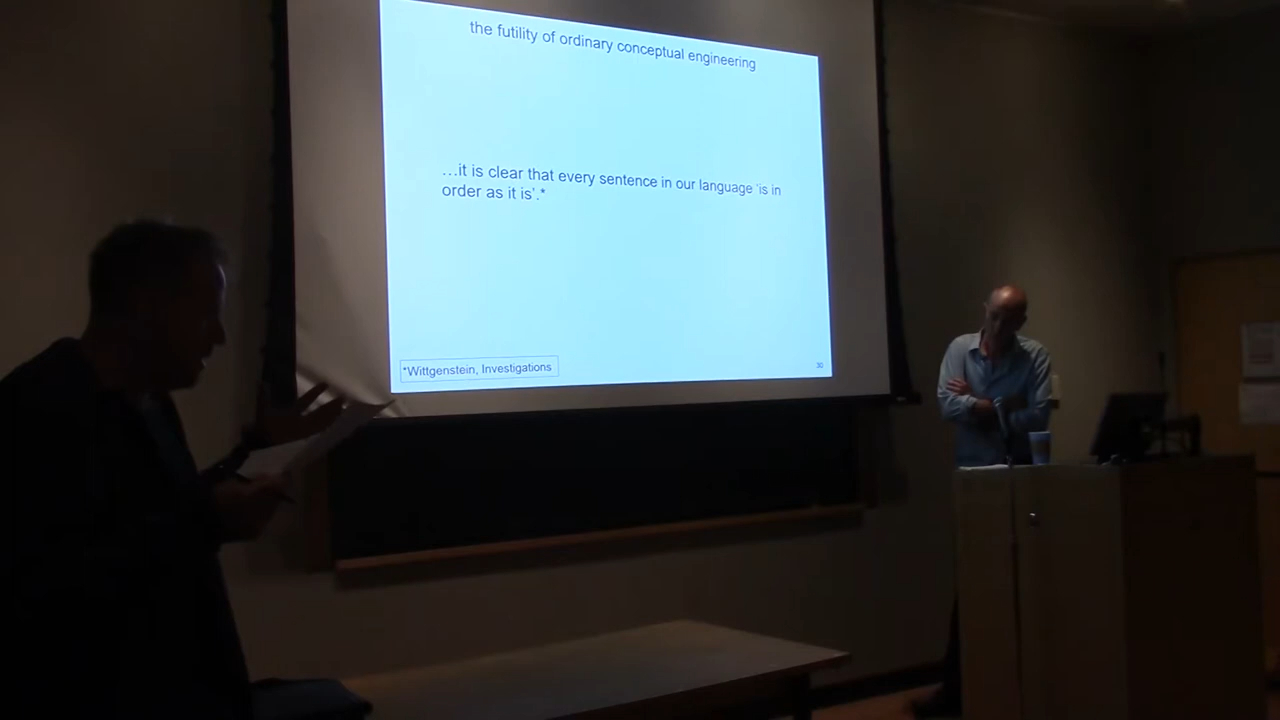 the futility of ordinary conceptual engineering
…it is clear that every sentence in our language 'is in
order as it is'.*
*Wittgenstein, Investigations
30